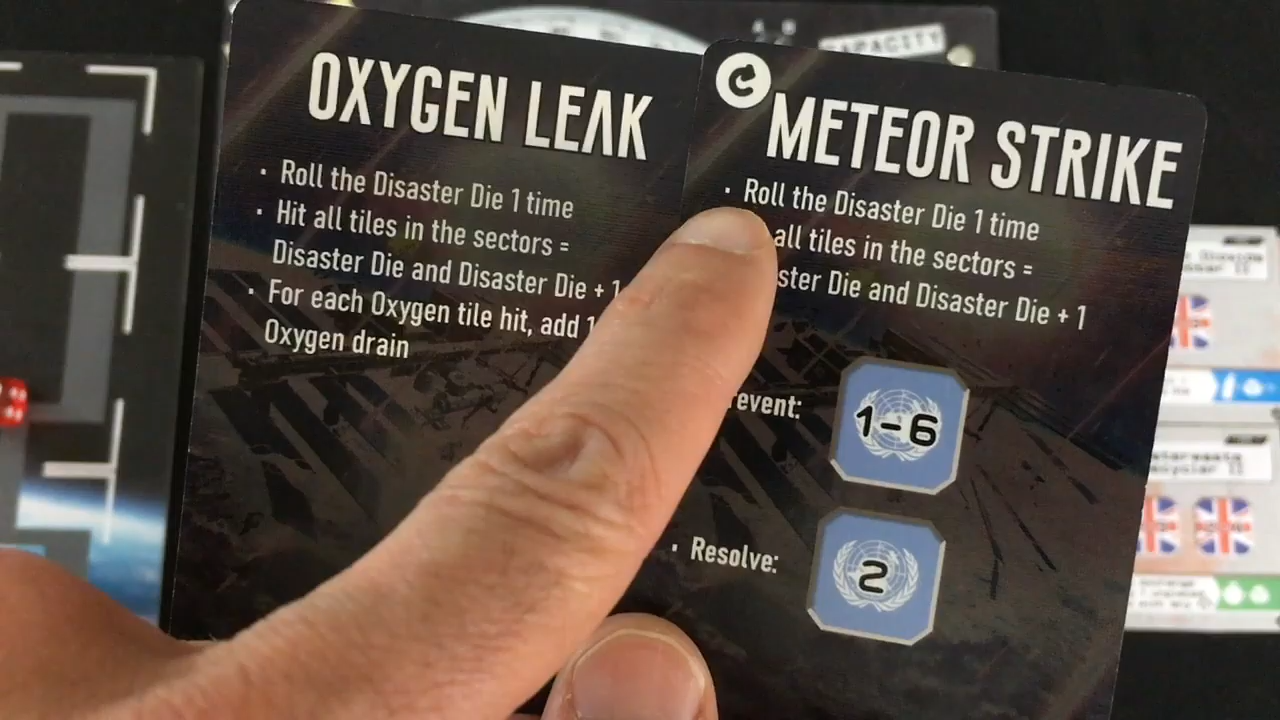 A B
CAPACITY
OXYGEN LEAK
· Roll the Disaster Die 1 time
· Hit all tiles in the sectors =
Disaster Die and Disaster Die + 1
· For each Oxygen tile hit, add 1
Oxygen drain
METEOR STRIKE
· Roll the Disaster Die 1 time
all tiles in the sectors =
ster Die and Disaster Die + 1
revent:
1-6
· Resolve:
2